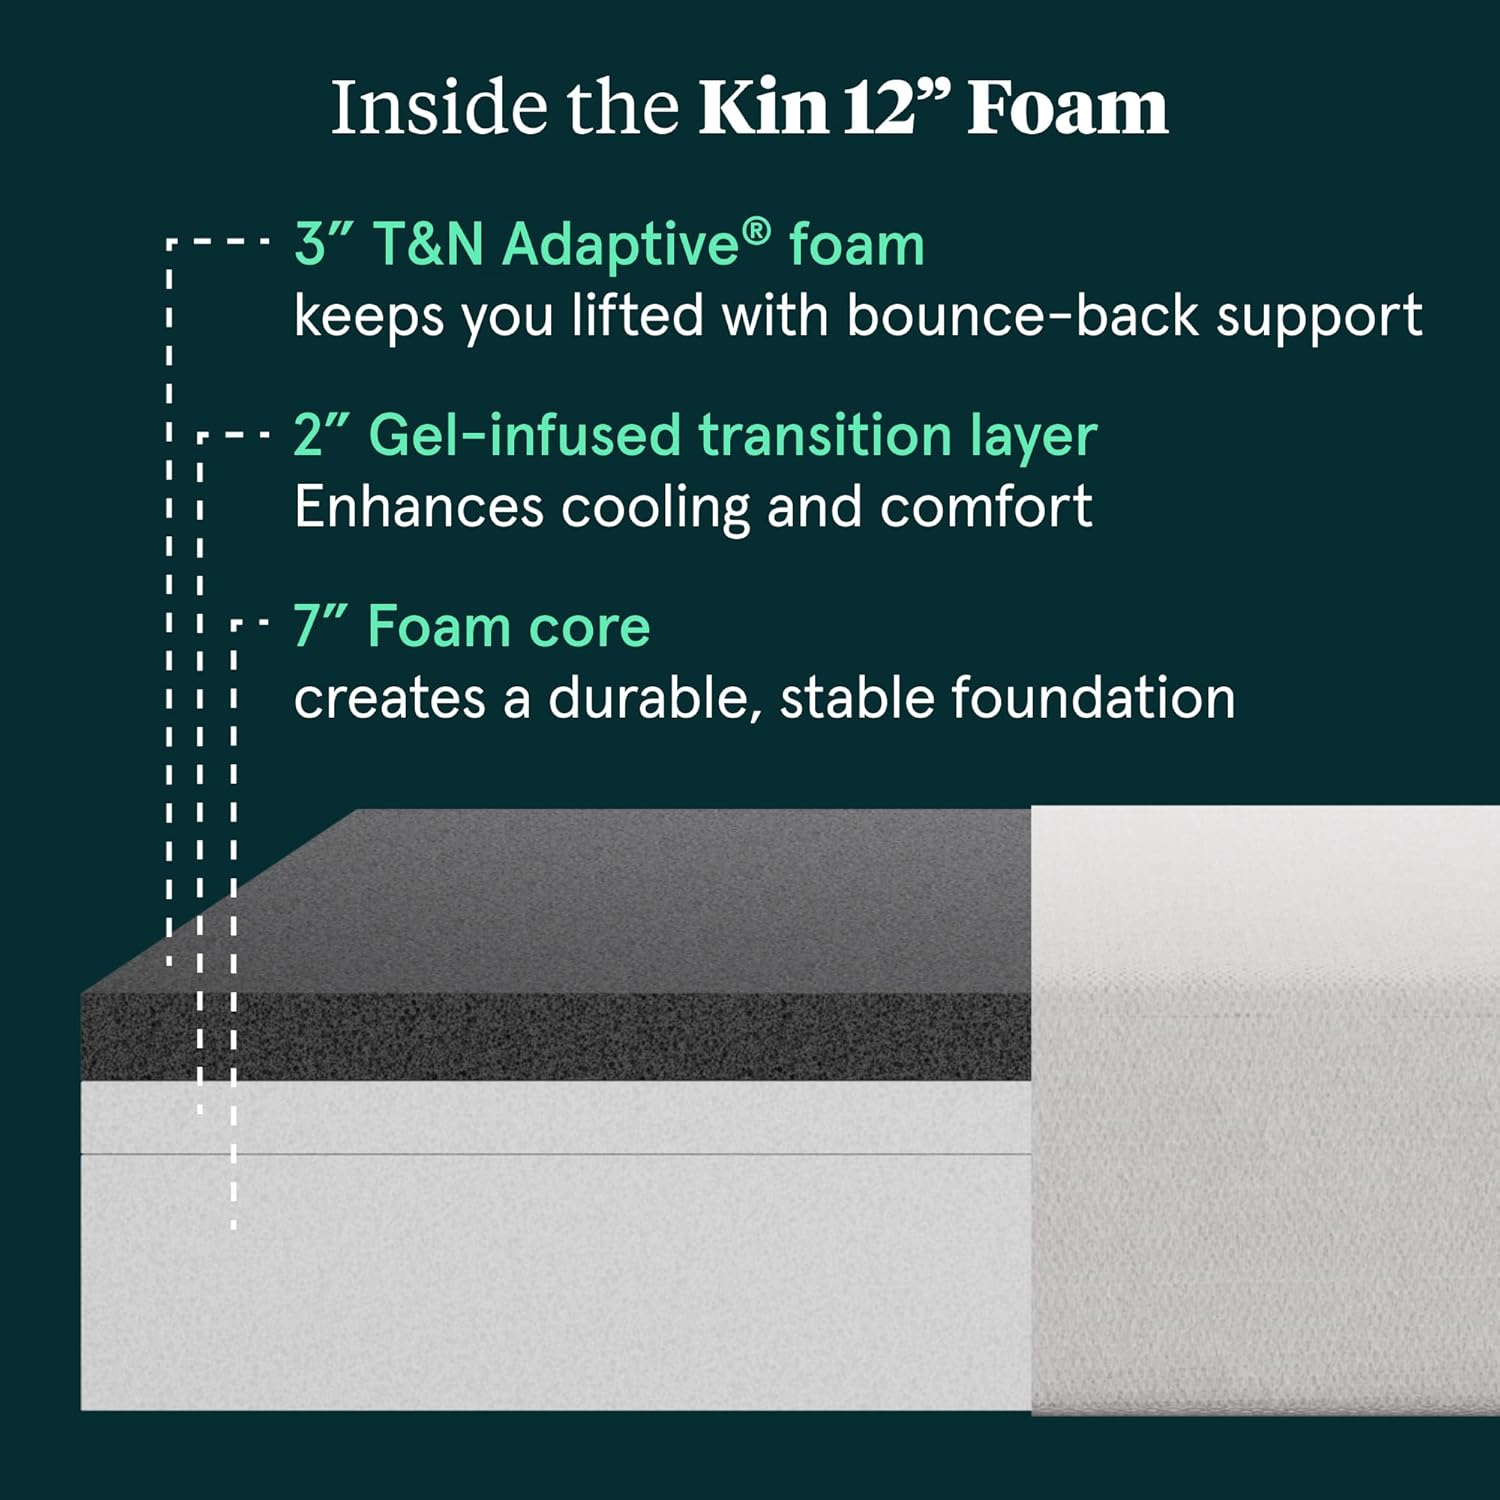 Inside the Kin 12” Foam
3” T&N Adaptive® foam
keeps you lifted with bounce-back support
2” Gel-infused transition layer
Enhances cooling and comfort
7” Foam core
creates a durable, stable foundation